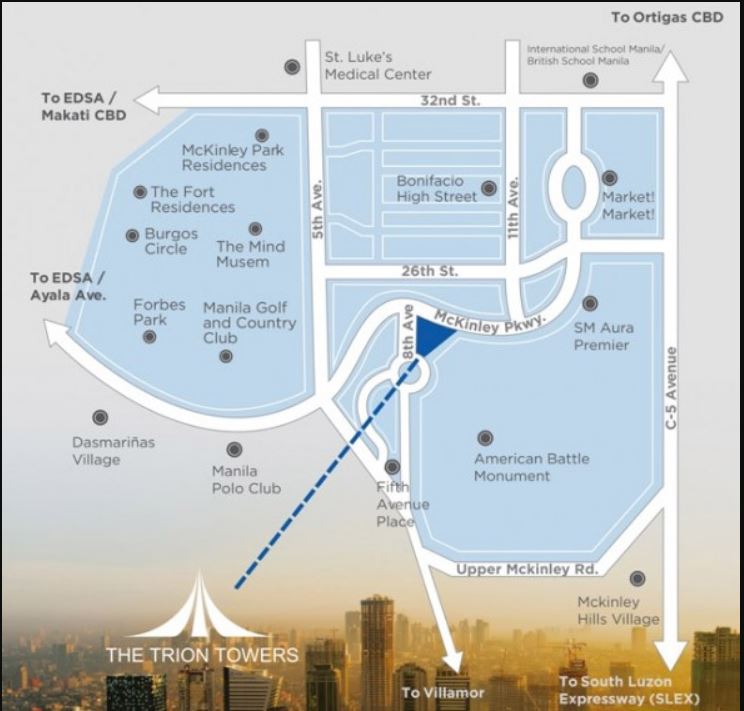 To Ortigas CBD
St. Luke's
Medical Center
International School Manila/
British School Manila
To EDSA /
Makati CBD
32nd St.
McKinley Park
Residences
The Fort
Residences
Burgos
Circle
The Mind
Musem
5th Ave.
Bonifacio
High Street
11th Ave.
Market!
Market!
To EDSA /
Ayala Ave.
26th St.
Forbes
Park
Manila Golf
and Country
Club
8th Ave
McKinley Pkwy.
SM Aura
Premier
C-5 Avenue
Dasmariñas
Village
Manila
Polo Club
American Battle
Monument
Fifth
Avenue
Place
Upper Mckinley Rd.
Mckinley
Hills Village
THE TRION TOWERS
To Villamor
To South Luzon
Expressway (SLEX)